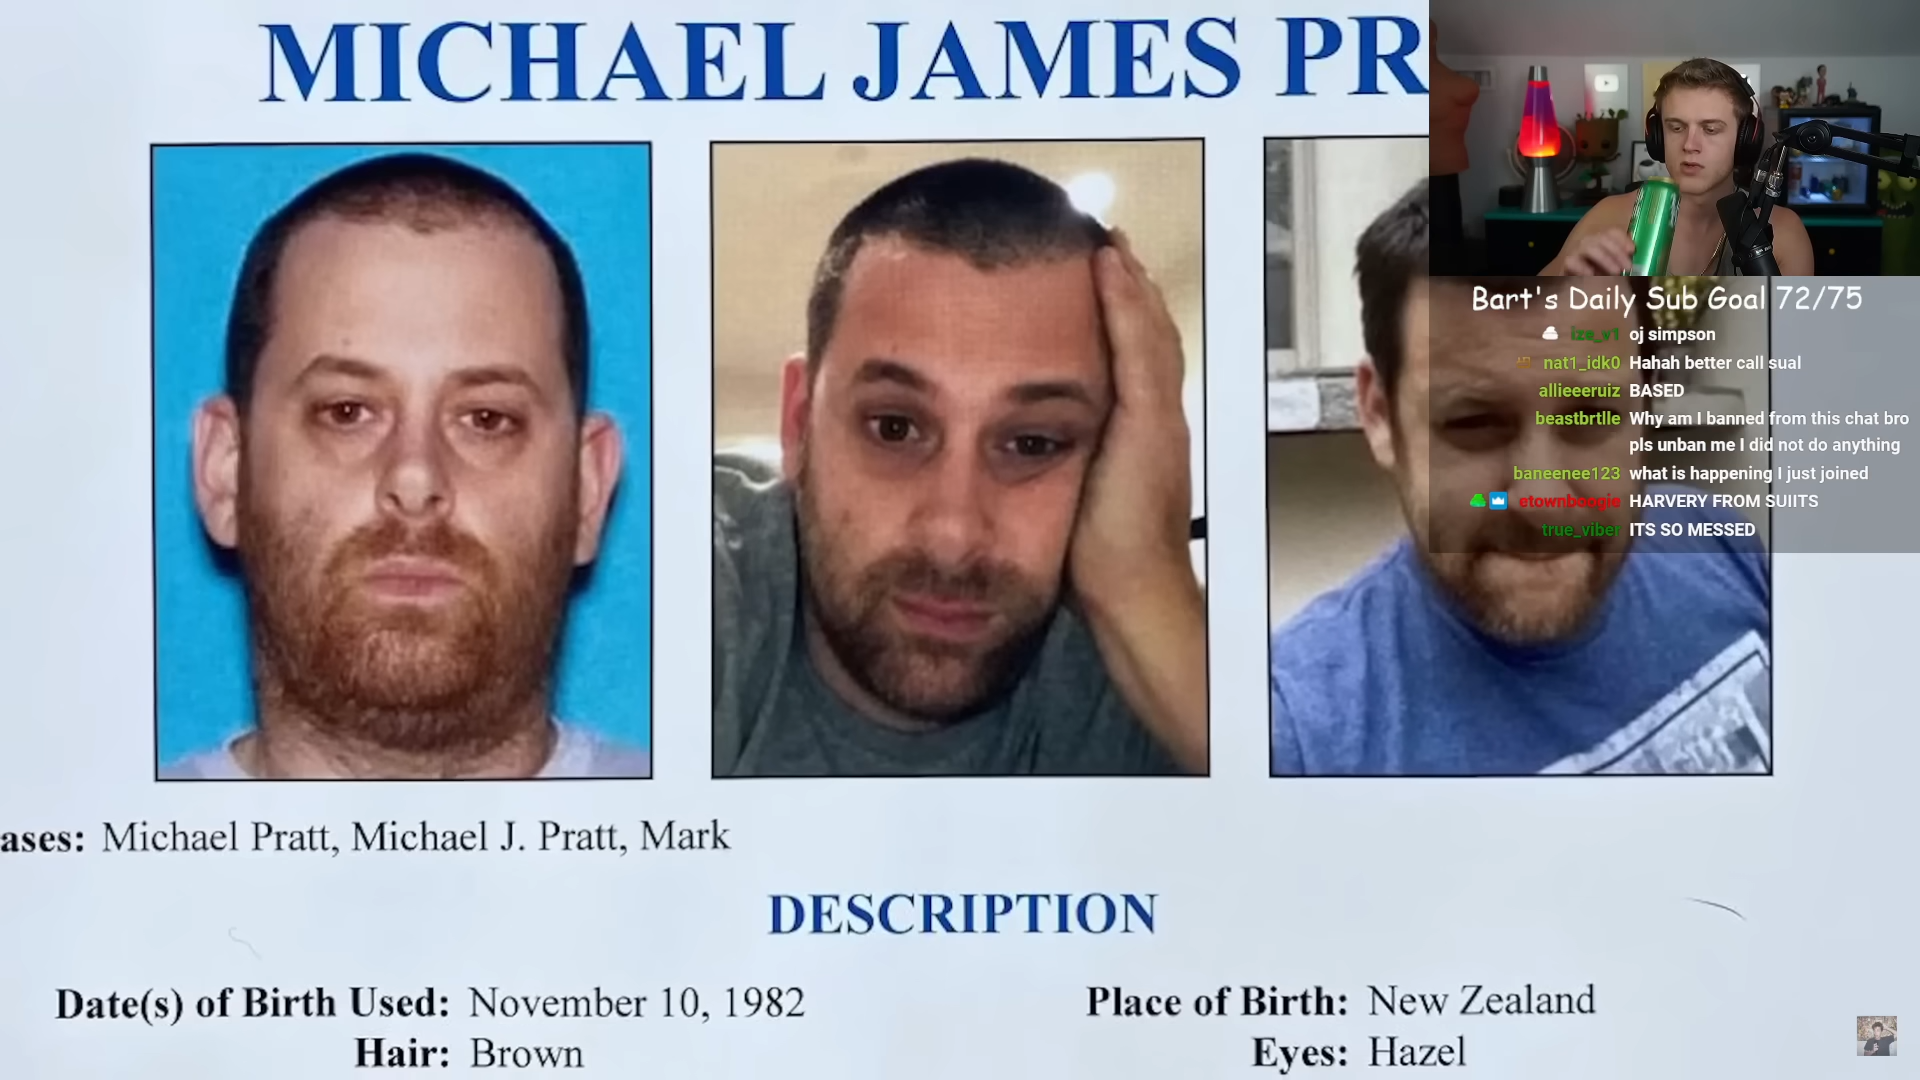 MICHAEL JAMES PR
Bart's Daily Sub Goal 72/75
ize_v1 oj simpson
nat1_idk0 Hahah better call sual
allieeeruiz BASED
beastbrtlle Why am I banned from this chat bro
pls unban me I did not do anything
baneenee123 what is happening I just joined
etownboogie HARVERY FROM SUIITS
true_viber ITS SO MESSED
ases: Michael Pratt, Michael J. Pratt, Mark
DESCRIPTION
Date(s) of Birth Used: November 10, 1982
Place of Birth: New Zealand
Hair: Brown
Eyes: Hazel